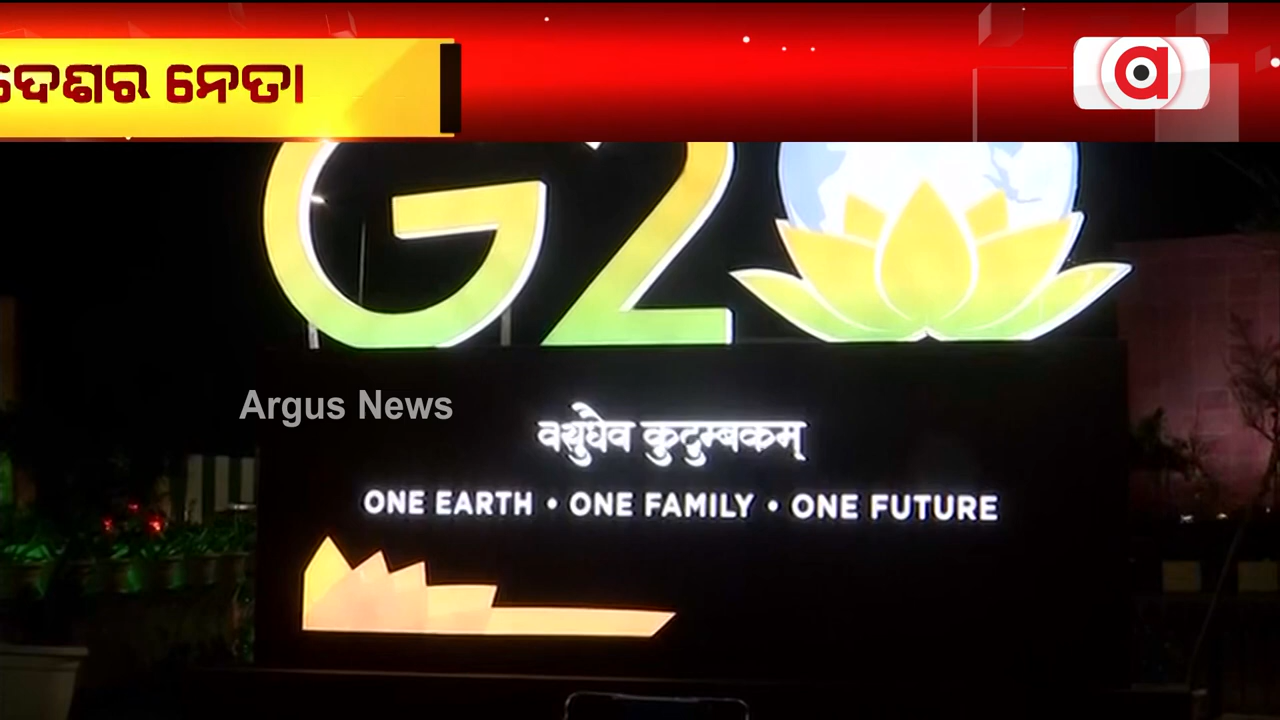 ଦେଶର ନେତା
a
G20
Argus News
वसुधैव कुटुम्बकम्
ONE EARTH • ONE FAMILY • ONE FUTURE